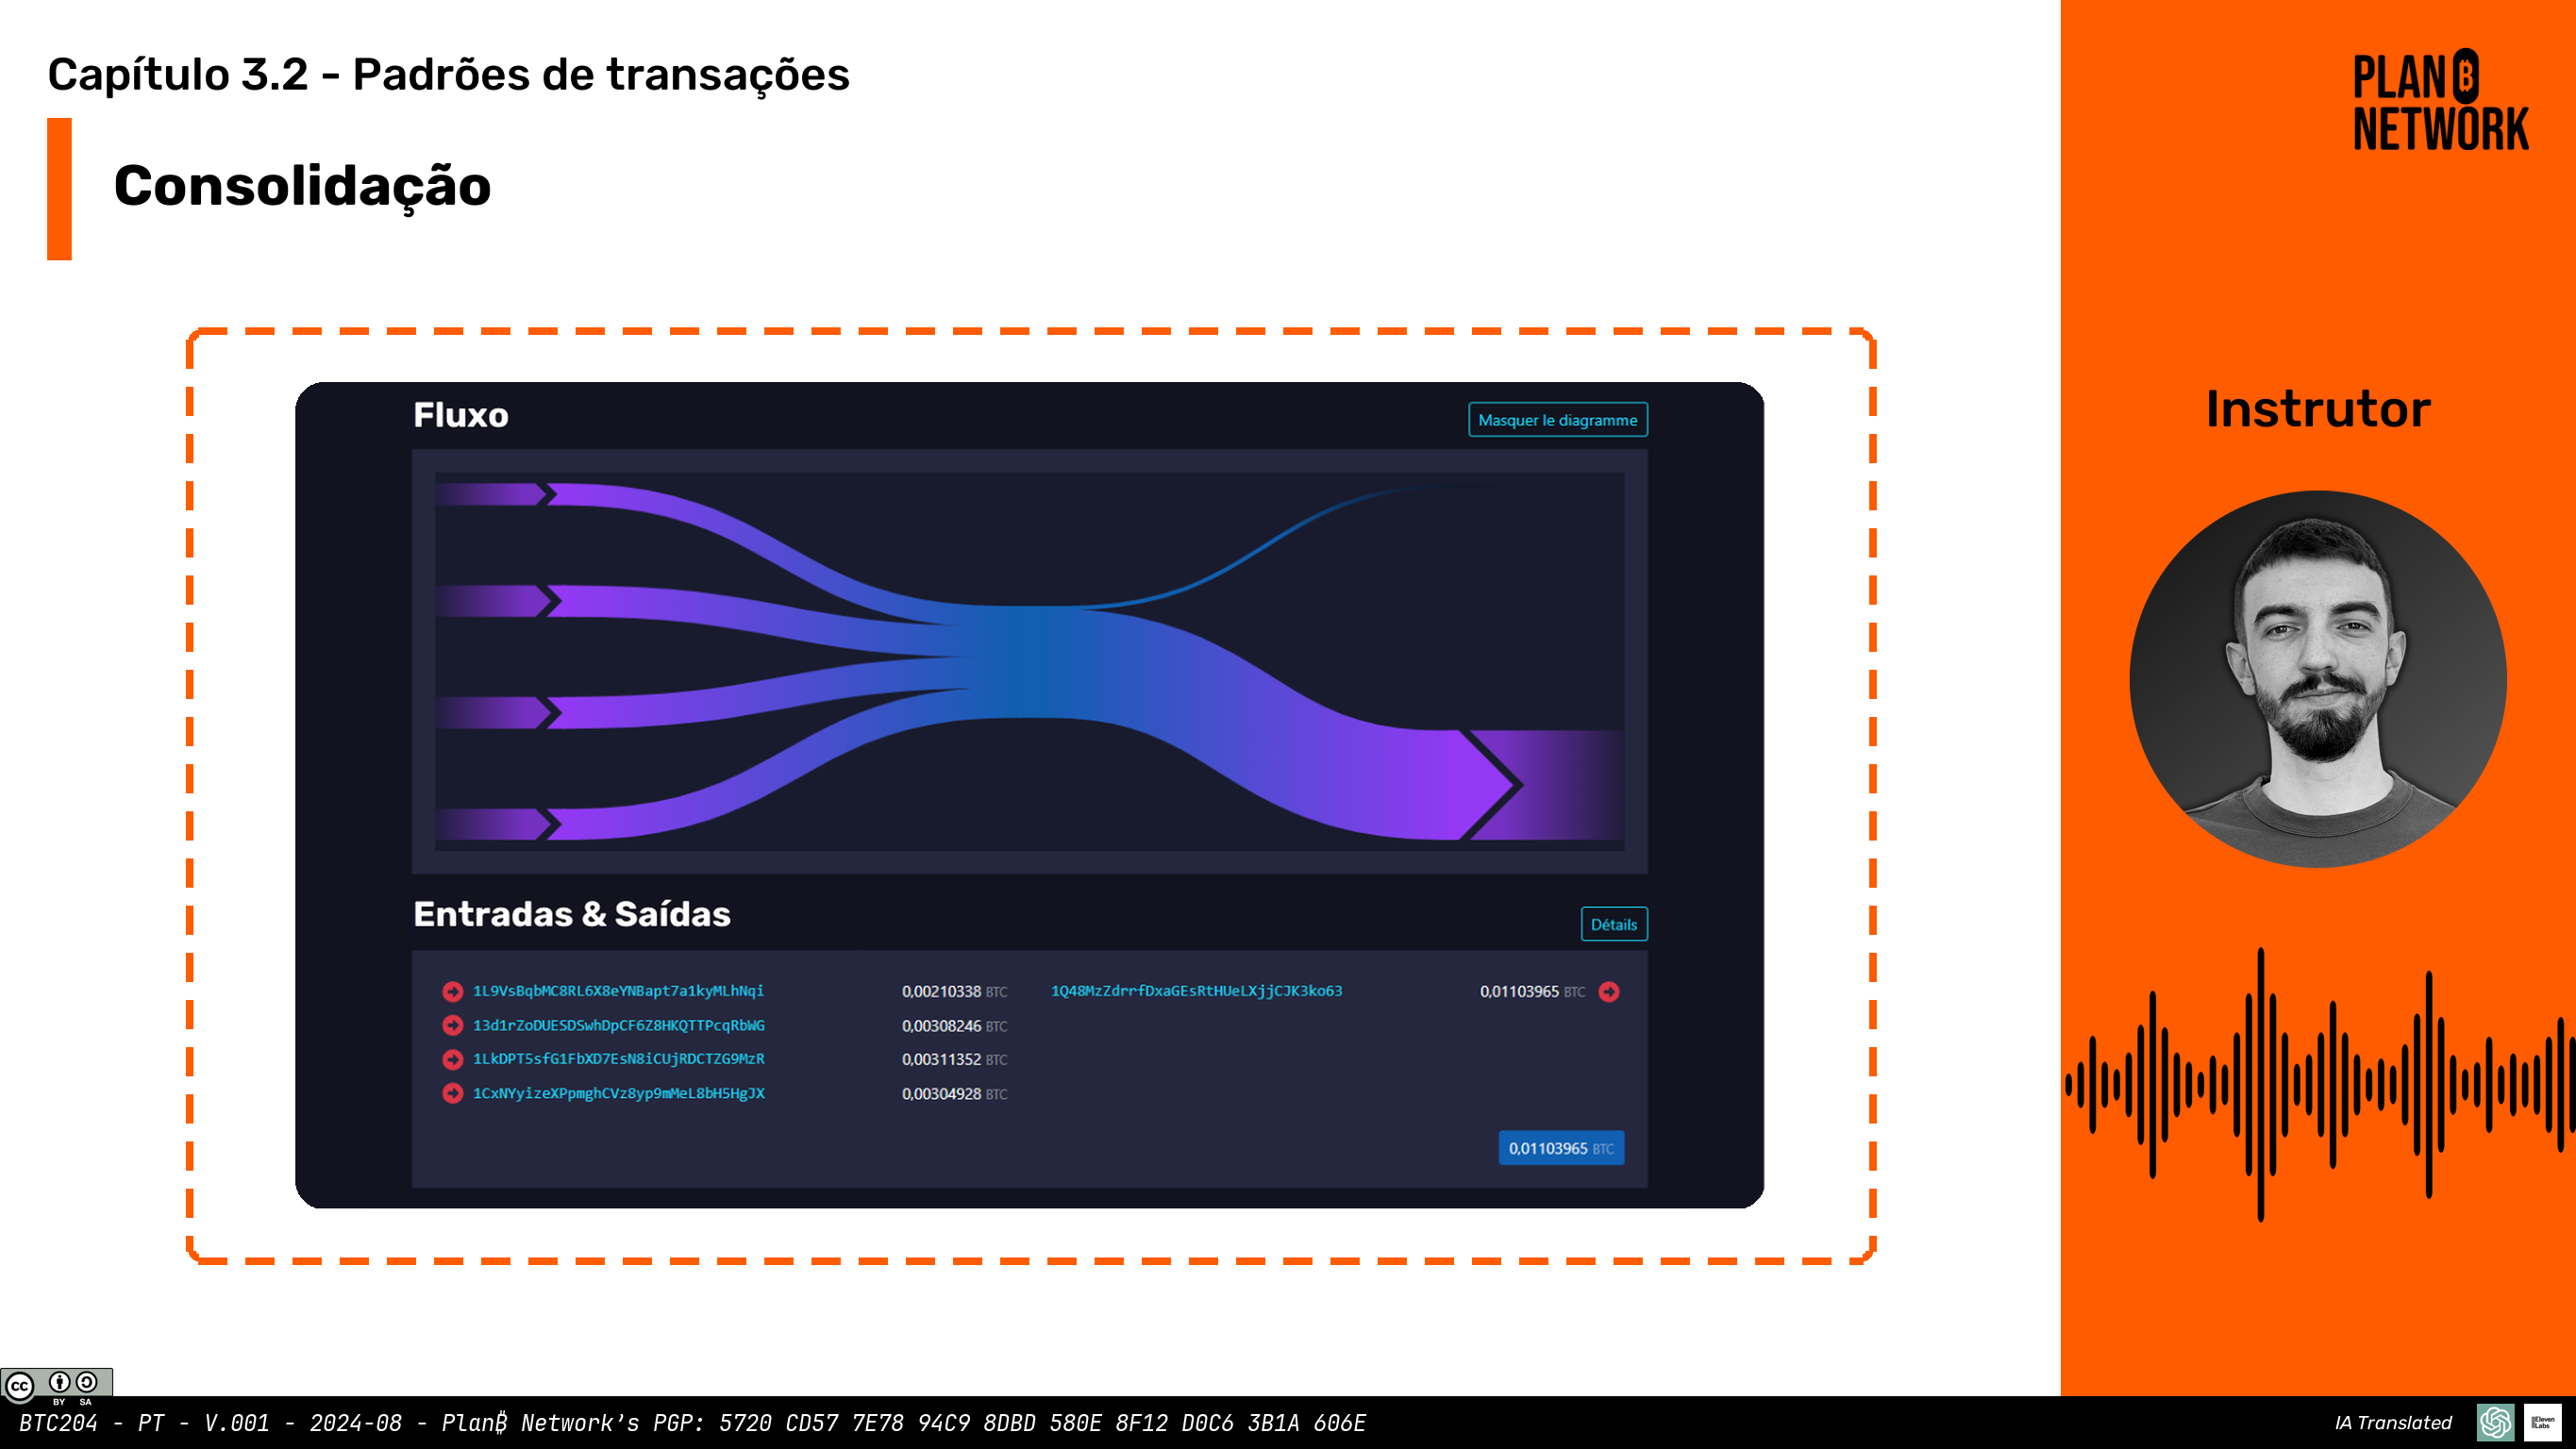 Capítulo 3.2 - Padrões de transações
Consolidação
PLAN B
NETWORK
Instrutor
Fluxo
Masquer le diagramme
Entradas & Saídas
Détails
1L9VsBqbMC8RL6X8eYNBapt7a1kyMLhNqi 0,00210338 BTC 1Q48MzZdrrfDxaGEsRtHUeLXjjCJK3ko63 0,01103965 BTC
13d1rZoDUESDSwhDpCF6Z8HKQTTPcqRbWG 0,00308246 BTC
1LkDPT5sfG1FbXD7EsN8iCUjRDCTZG9MzR 0,00311352 BTC
1CxNYyizeXPpmghCVz8yp9mMeL8bH5HgJX 0,00304928 BTC
0,01103965 BTC
CC BY SA
BTC204 - PT - V.001 - 2024-08 - Plan₿ Network's PGP: 5720 CD57 7E78 94C9 8DBD 580E 8F12 D0C6 3B1A 606E
IA Translated
ElevenLabs